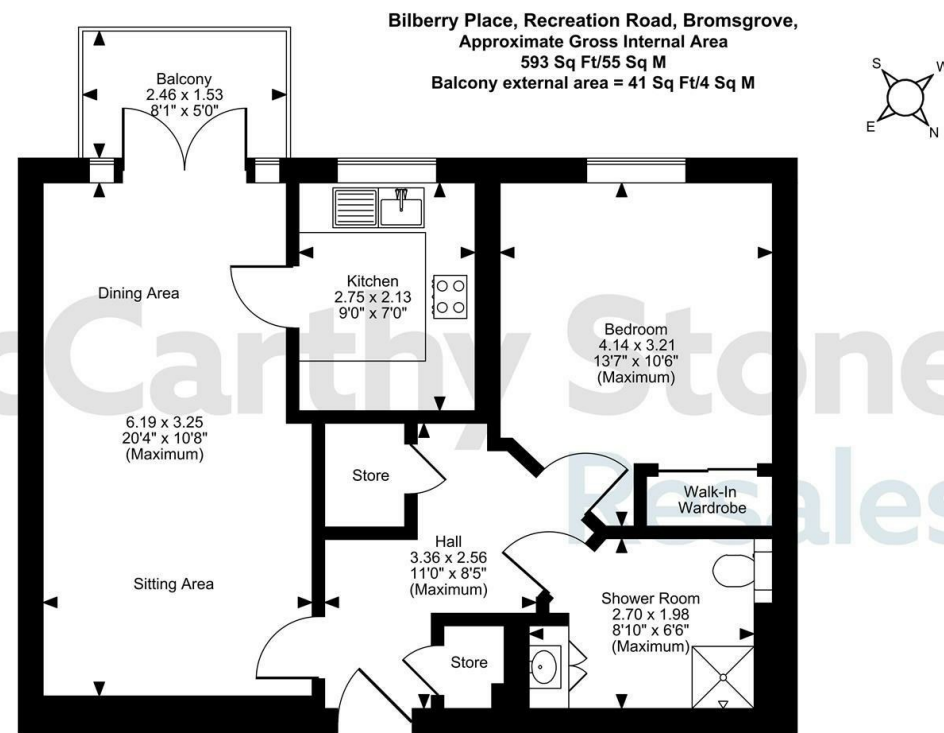 Bilberry Place, Recreation Road, Bromsgrove,
Approximate Gross Internal Area
593 Sq Ft/55 Sq M
Balcony external area = 41 Sq Ft/4 Sq M
S
W
E
N
Balcony
2.46 x 1.53
8'1" x 5'0"
Dining Area
Kitchen
2.75 x 2.13
9'0" x 7'0"
Bedroom
4.14 x 3.21
13'7" x 10'6"
(Maximum)
cCarthy Stone
Resales
6.19 x 3.25
20'4" x 10'8"
(Maximum)
Store
Walk-In
Wardrobe
Hall
3.36 x 2.56
11'0" x 8'5"
(Maximum)
Sitting Area
Shower Room
2.70 x 1.98
8'10" x 6'6"
(Maximum)
Store